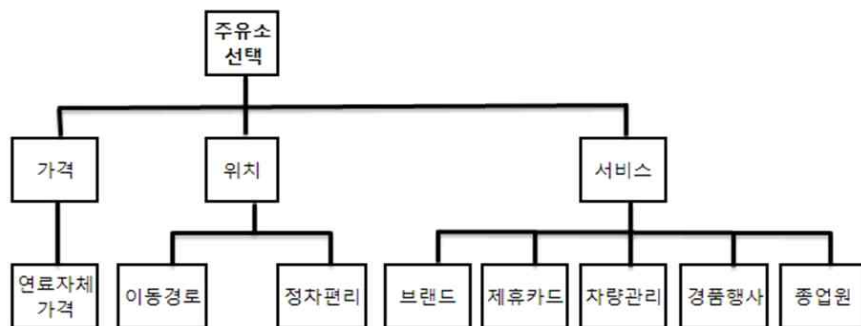 주유소
선택
가격
위치
서비스
연료자체
가격
이동경로
정차편리
브랜드
제휴카드
차량관리
경품행사
종업원